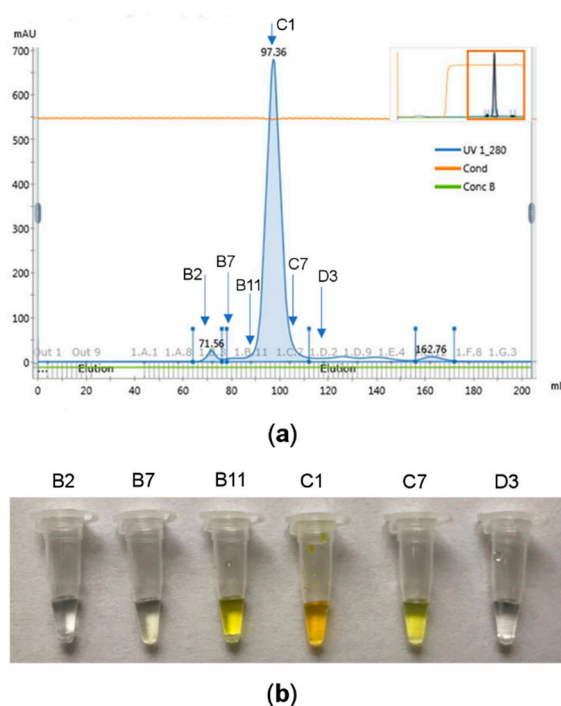 C1
mAU
97.36
700
600
500
400
300
200
100
0
UV 1_280
Cond
Conc B
B2
B7
B11
C7
D3
71.56
162.76
Out 1 Out 9 1.A.1 1.A.8 1.B.11 1.C.7 1.D.2 1.D.9 1.E.4 1.F.8 1.G.3
... Elution Elution
0 20 40 60 80 100 120 140 160 180 200
(a)
B2 B7 B11 C1 C7 D3
(b)